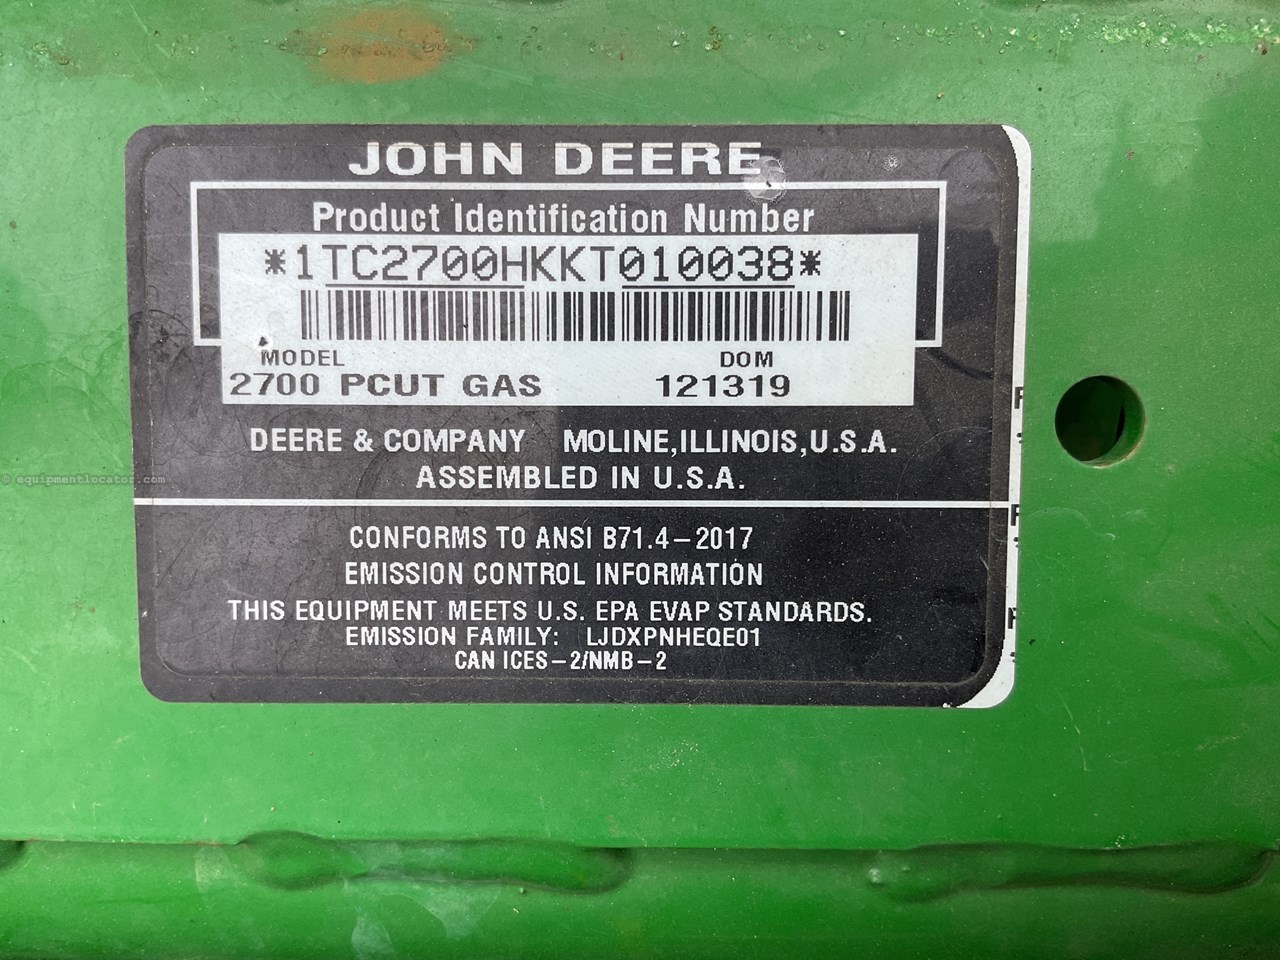 JOHN DEERE
Product Identification Number
*1TC2700HKKT010038*
MODEL DOM
2700 PCUT GAS 121319
DEERE & COMPANY MOLINE, ILLINOIS, U.S.A.
ASSEMBLED IN U.S.A.
CONFORMS TO ANSI B71.4-2017
EMISSION CONTROL INFORMATION
THIS EQUIPMENT MEETS U.S. EPA EVAP STANDARDS.
EMISSION FAMILY: LJDXPNHEQE01
CAN ICES-2/NMB-2
© equipmentlocator.com